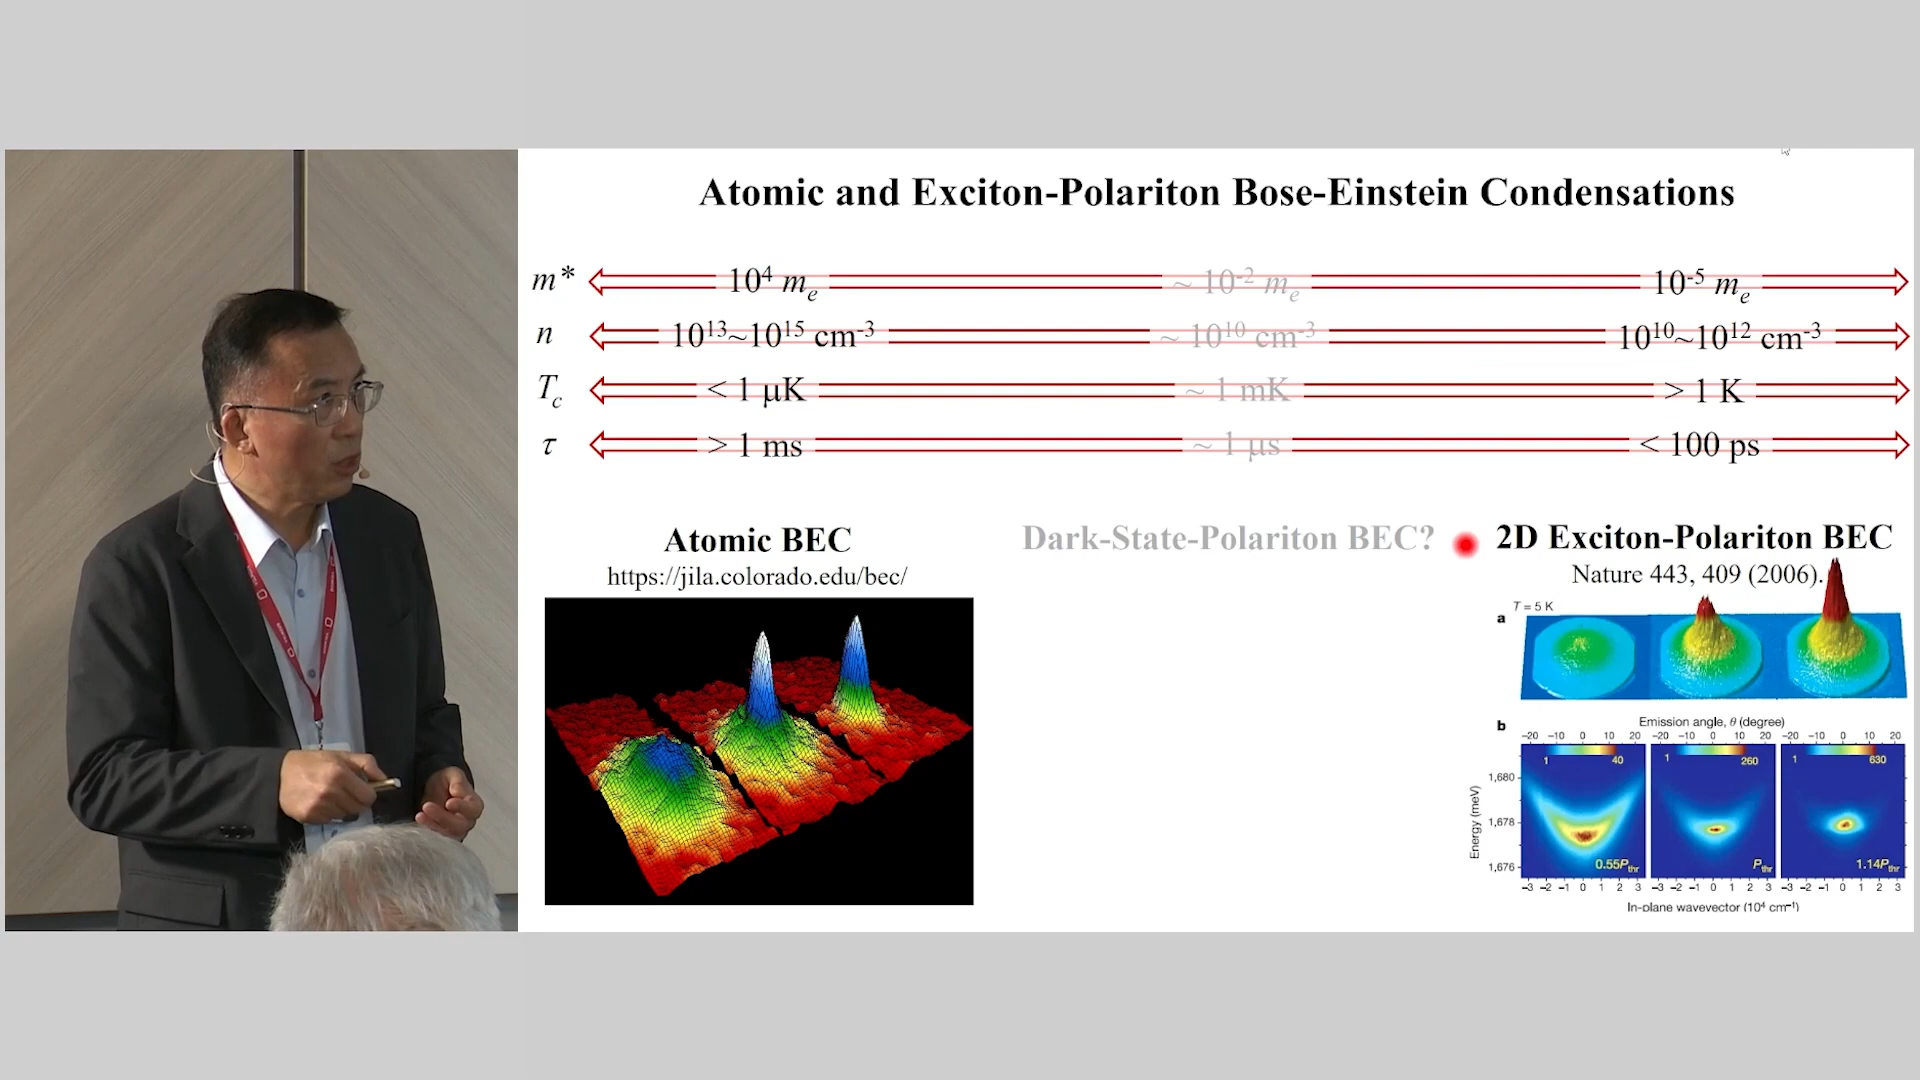 Atomic and Exciton-Polariton Bose-Einstein Condensations
m* 10⁴ mₑ ~ 10⁻² mₑ 10⁻⁵ mₑ
n 10¹³~10¹⁵ cm⁻³ ~ 10¹⁰ cm⁻³ 10¹⁰~10¹² cm⁻³
T_c < 1 μK ~ 1 mK > 1 K
τ > 1 ms ~ 1 μs < 100 ps
Atomic BEC
https://jila.colorado.edu/bec/
Dark-State-Polariton BEC?
2D Exciton-Polariton BEC
Nature 443, 409 (2006).
a T = 5 K
b
Emission angle, θ (degree)
−20 −10 0 10 20 −20 −10 0 10 20 −20 −10 0 10 20
1 40 1 260 1 630
1,680
1,678
1,676
Energy (meV)
0.55P_thr P_thr 1.14P_thr
−3 −2 −1 0 1 2 3 −3 −2 −1 0 1 2 3 −3 −2 −1 0 1 2 3
In-plane wavevector (10⁴ cm⁻¹)